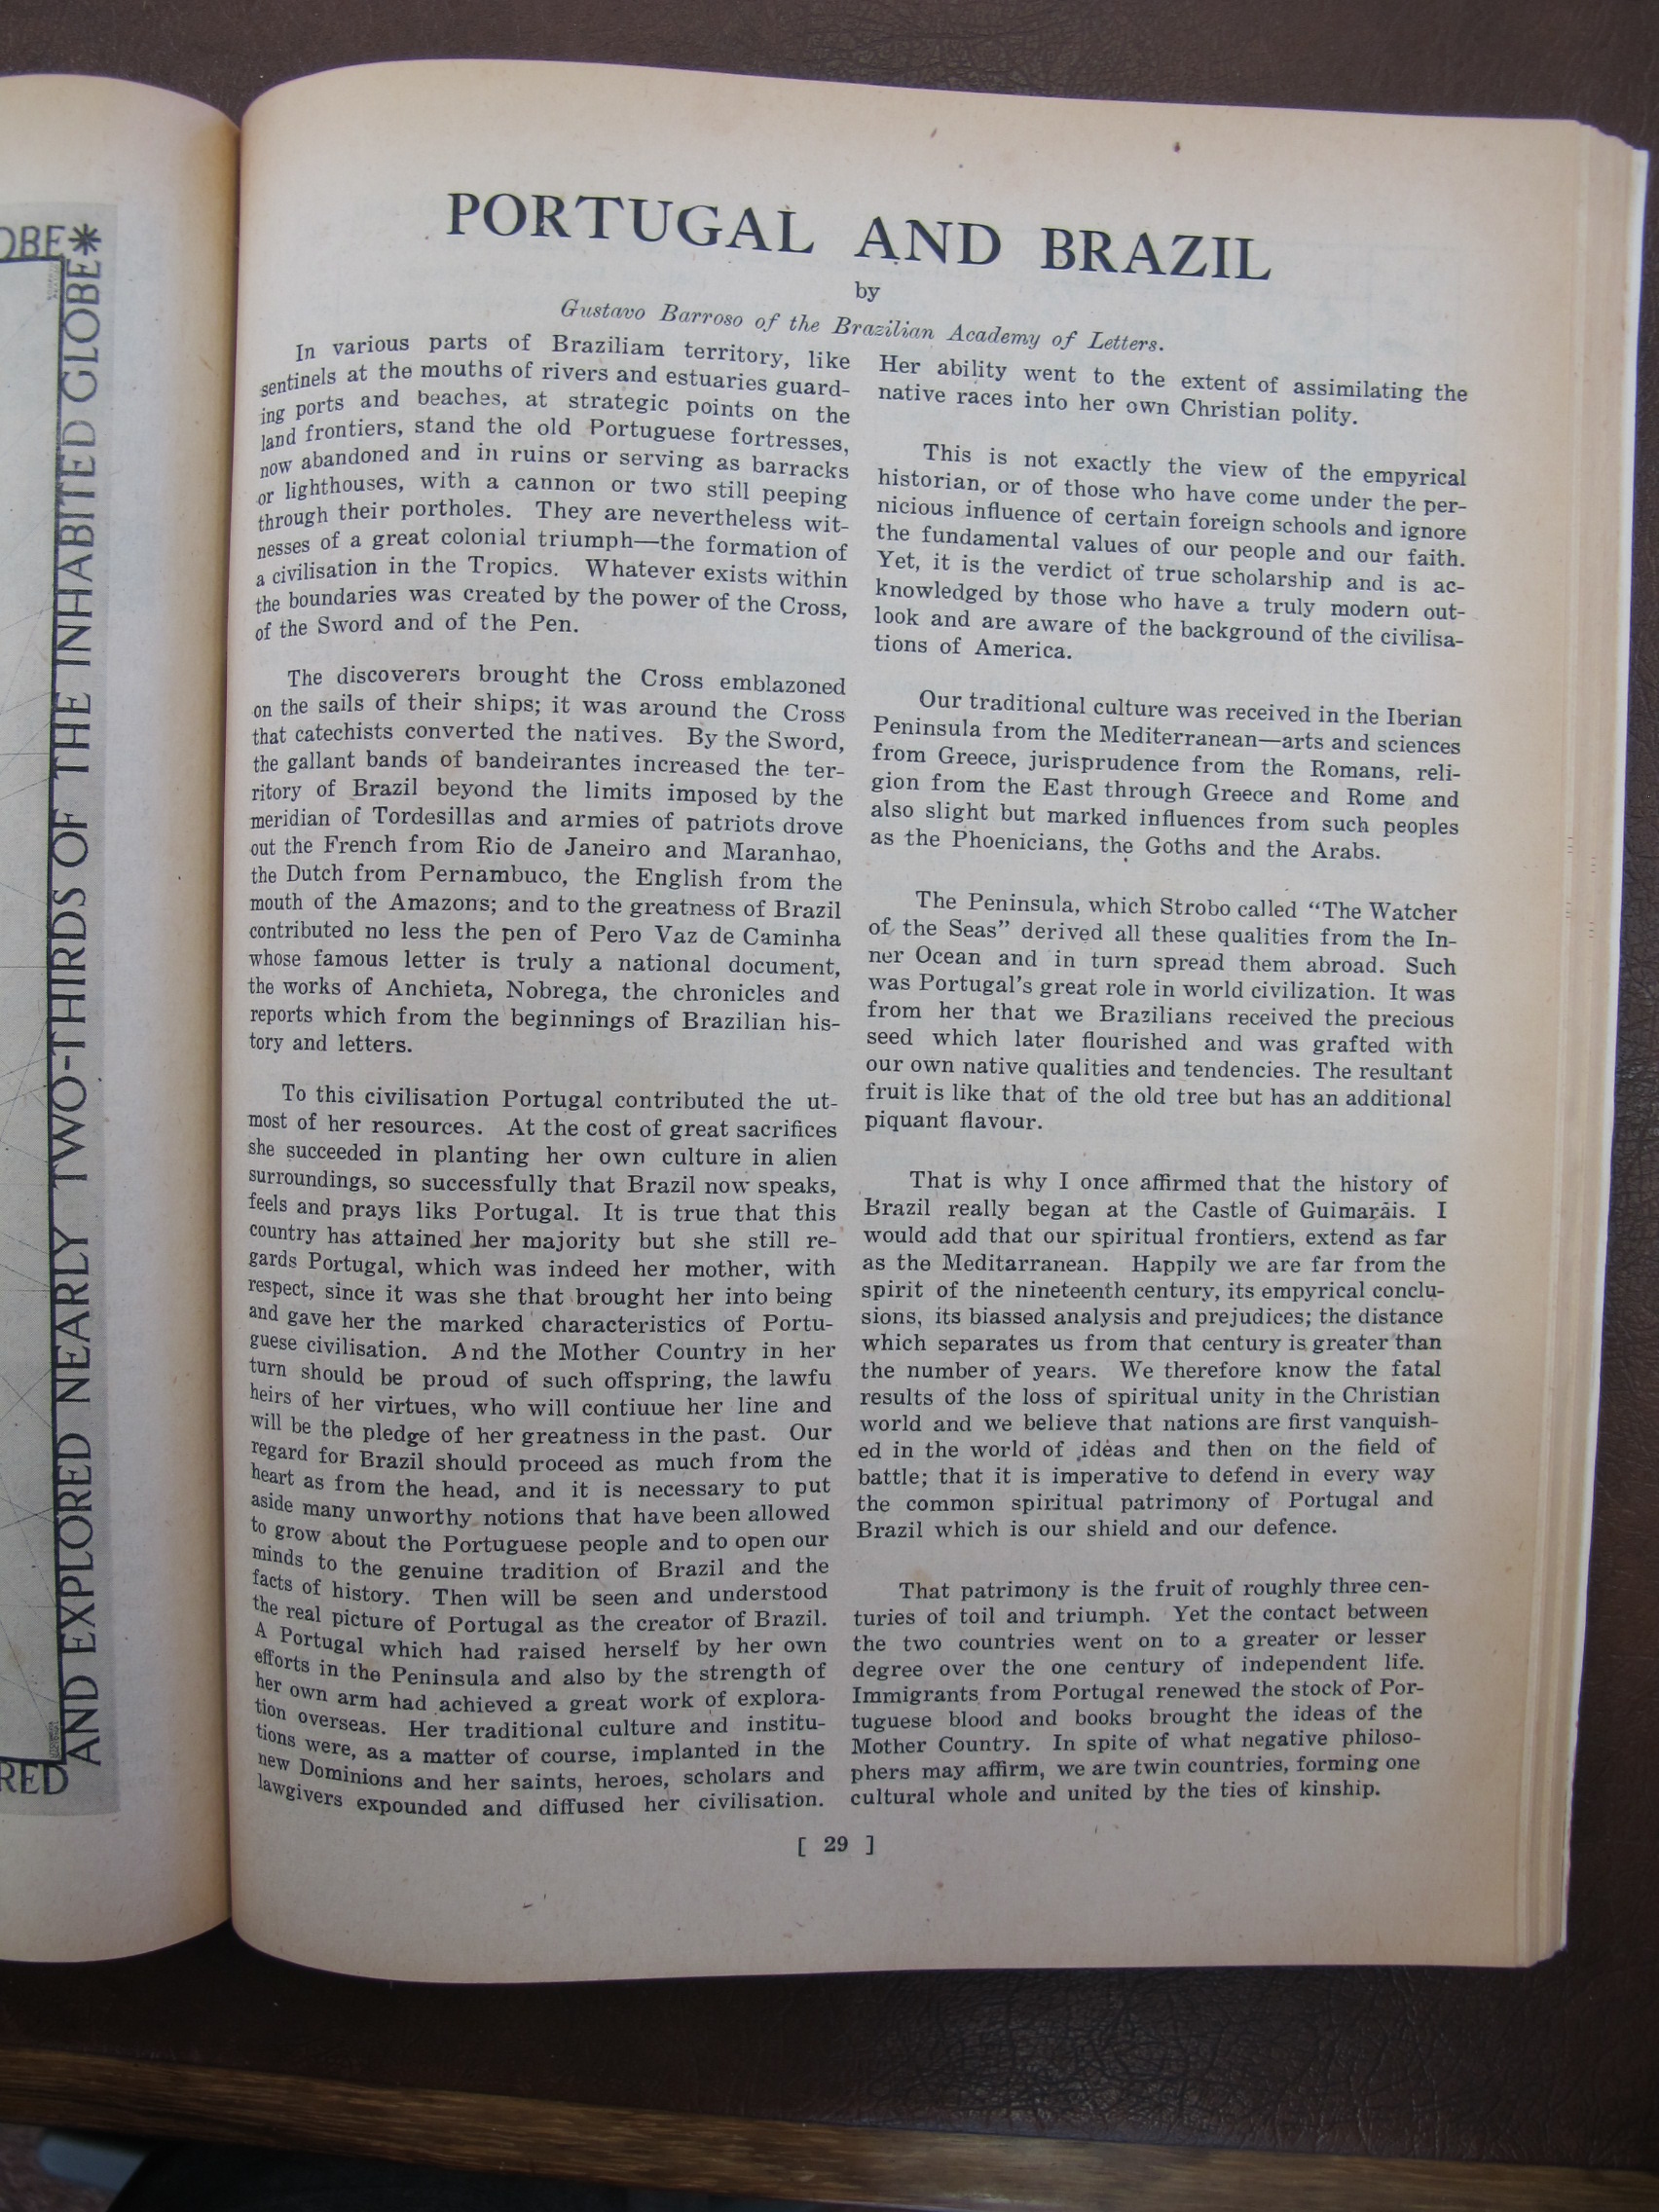 OBE*
AND EXPLORED NEARLY TWO-THIRDS OF THE INHABITED GLOBE*
RED
PORTUGAL AND BRAZIL
by
Gustavo Barroso of the Brazilian Academy of Letters.
In various parts of Braziliam territory, like
sentinels at the mouths of rivers and estuaries guard-
ing ports and beaches, at strategic points on the
land frontiers, stand the old Portuguese fortresses,
now abandoned and in ruins or serving as barracks
or lighthouses, with a cannon or two still peeping
through their portholes. They are nevertheless wit-
nesses of a great colonial triumph—the formation of
a civilisation in the Tropics. Whatever exists within
the boundaries was created by the power of the Cross,
of the Sword and of the Pen.
The discoverers brought the Cross emblazoned
on the sails of their ships; it was around the Cross
that catechists converted the natives. By the Sword,
the gallant bands of bandeirantes increased the ter-
ritory of Brazil beyond the limits imposed by the
meridian of Tordesillas and armies of patriots drove
out the French from Rio de Janeiro and Maranhao,
the Dutch from Pernambuco, the English from the
mouth of the Amazons; and to the greatness of Brazil
contributed no less the pen of Pero Vaz de Caminha
whose famous letter is truly a national document,
the works of Anchieta, Nobrega, the chronicles and
reports which from the beginnings of Brazilian his-
tory and letters.
To this civilisation Portugal contributed the ut-
most of her resources. At the cost of great sacrifices
she succeeded in planting her own culture in alien
surroundings, so successfully that Brazil now speaks,
feels and prays liks Portugal. It is true that this
country has attained her majority but she still re-
gards Portugal, which was indeed her mother, with
respect, since it was she that brought her into being
and gave her the marked characteristics of Portu-
guese civilisation. And the Mother Country in her
turn should be proud of such offspring, the lawfu
heirs of her virtues, who will contiuue her line and
will be the pledge of her greatness in the past. Our
regard for Brazil should proceed as much from the
heart as from the head, and it is necessary to put
aside many unworthy notions that have been allowed
to grow about the Portuguese people and to open our
minds to the genuine tradition of Brazil and the
facts of history. Then will be seen and understood
the real picture of Portugal as the creator of Brazil.
A Portugal which had raised herself by her own
efforts in the Peninsula and also by the strength of
her own arm had achieved a great work of explora-
tion overseas. Her traditional culture and institu-
tions were, as a matter of course, implanted in the
new Dominions and her saints, heroes, scholars and
lawgivers expounded and diffused her civilisation.
Her ability went to the extent of assimilating the
native races into her own Christian polity.
This is not exactly the view of the empyrical
historian, or of those who have come under the per-
nicious influence of certain foreign schools and ignore
the fundamental values of our people and our faith.
Yet, it is the verdict of true scholarship and is ac-
knowledged by those who have a truly modern out-
look and are aware of the background of the civilisa-
tions of America.
Our traditional culture was received in the Iberian
Peninsula from the Mediterranean—arts and sciences
from Greece, jurisprudence from the Romans, reli-
gion from the East through Greece and Rome and
also slight but marked influences from such peoples
as the Phoenicians, the Goths and the Arabs.
The Peninsula, which Strobo called "The Watcher
of the Seas" derived all these qualities from the In-
ner Ocean and in turn spread them abroad. Such
was Portugal's great role in world civilization. It was
from her that we Brazilians received the precious
seed which later flourished and was grafted with
our own native qualities and tendencies. The resultant
fruit is like that of the old tree but has an additional
piquant flavour.
That is why I once affirmed that the history of
Brazil really began at the Castle of Guimarãis. I
would add that our spiritual frontiers, extend as far
as the Meditarranean. Happily we are far from the
spirit of the nineteenth century, its empyrical conclu-
sions, its biassed analysis and prejudices; the distance
which separates us from that century is greater than
the number of years. We therefore know the fatal
results of the loss of spiritual unity in the Christian
world and we believe that nations are first vanquish-
ed in the world of ideas and then on the field of
battle; that it is imperative to defend in every way
the common spiritual patrimony of Portugal and
Brazil which is our shield and our defence.
That patrimony is the fruit of roughly three cen-
turies of toil and triumph. Yet the contact between
the two countries went on to a greater or lesser
degree over the one century of independent life.
Immigrants from Portugal renewed the stock of Por-
tuguese blood and books brought the ideas of the
Mother Country. In spite of what negative philoso-
phers may affirm, we are twin countries, forming one
cultural whole and united by the ties of kinship.
[ 29 ]